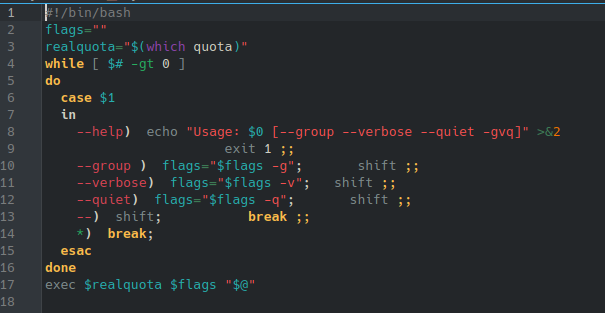 1 #!/bin/bash
2 flags=""
3 realquota="$(which quota)"
4 while [ $# -gt 0 ]
5 do
6   case $1
7   in
8     --help)  echo "Usage: $0 [--group --verbose --quiet -gvq]" >&2
9                        exit 1 ;;
10     --group )  flags="$flags -g";       shift ;;
11     --verbose)  flags="$flags -v";   shift ;;
12     --quiet)  flags="$flags -q";       shift ;;
13     --)  shift;           break ;;
14     *)  break;
15   esac
16 done
17 exec $realquota $flags "$@"
18